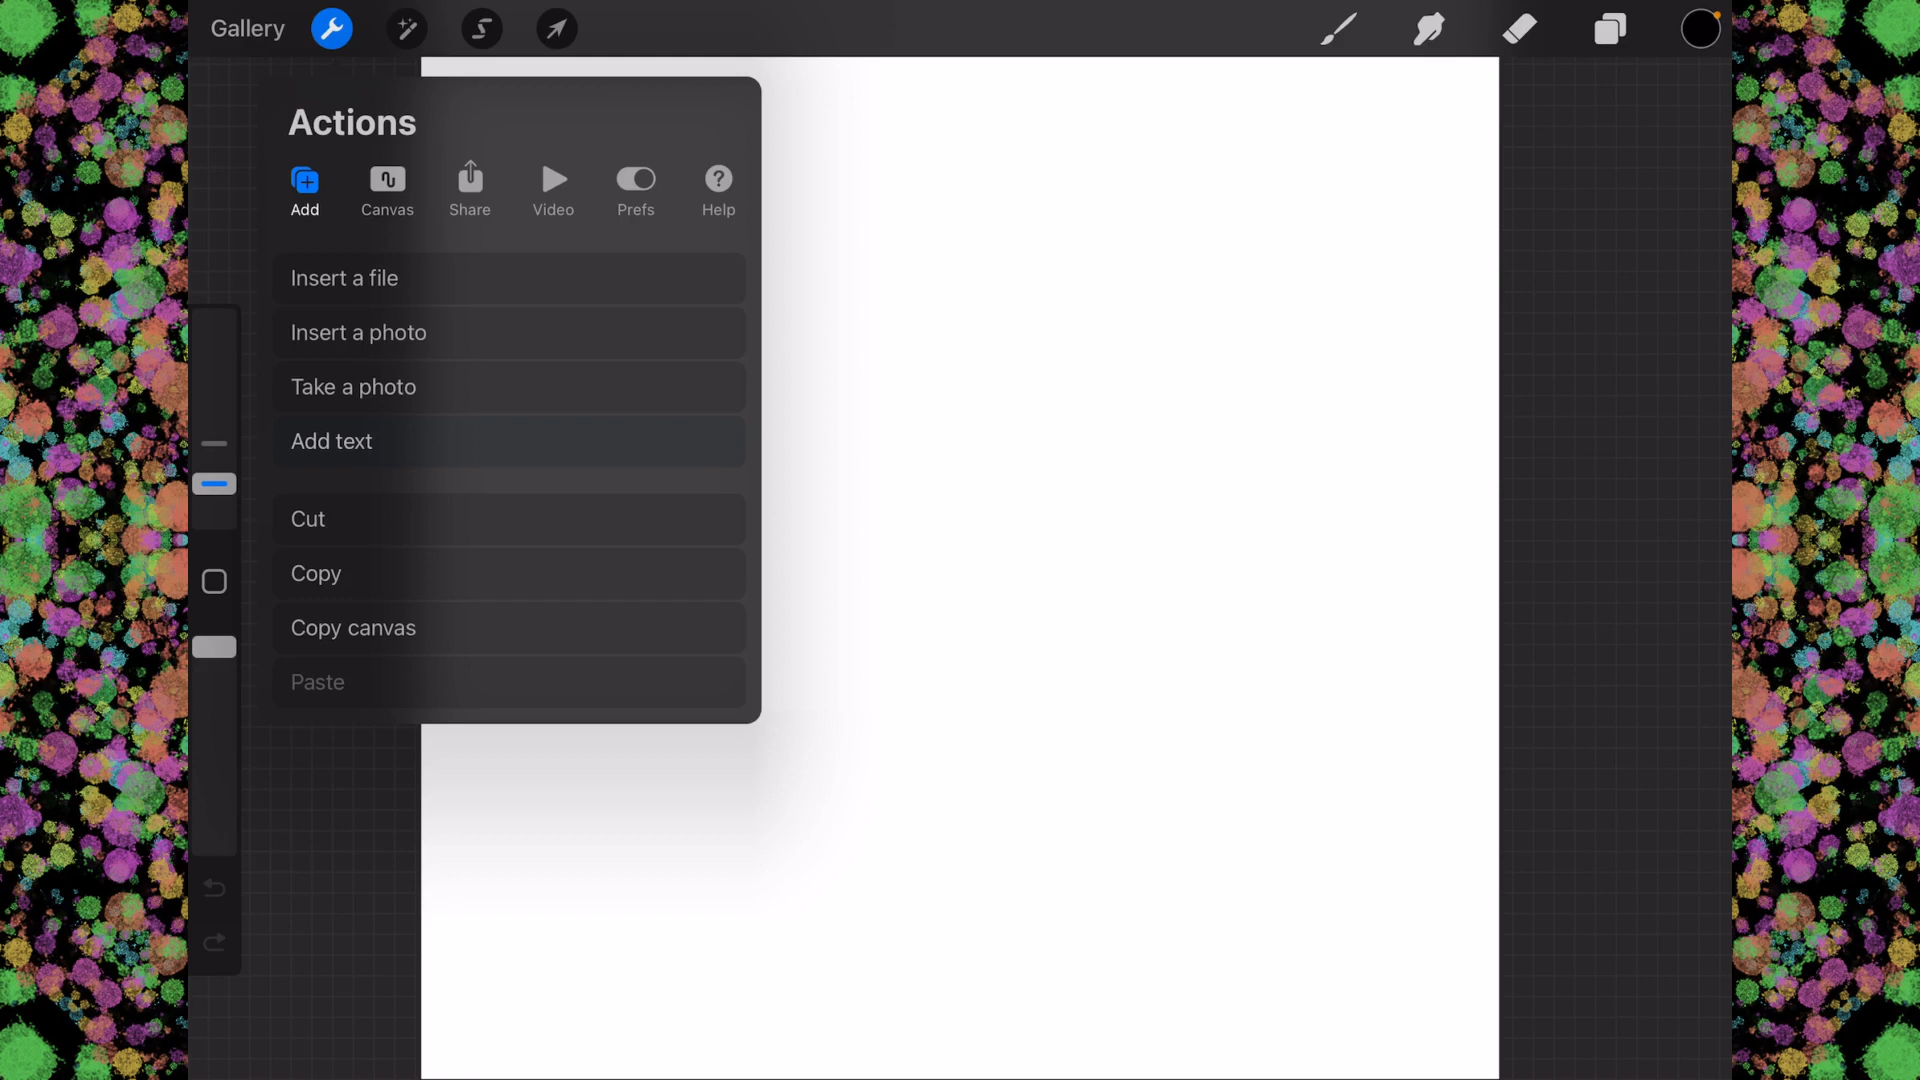 Gallery
Actions
Add Canvas Share Video Prefs Help
Insert a file
Insert a photo
Take a photo
Add text
Cut
Copy
Copy canvas
Paste